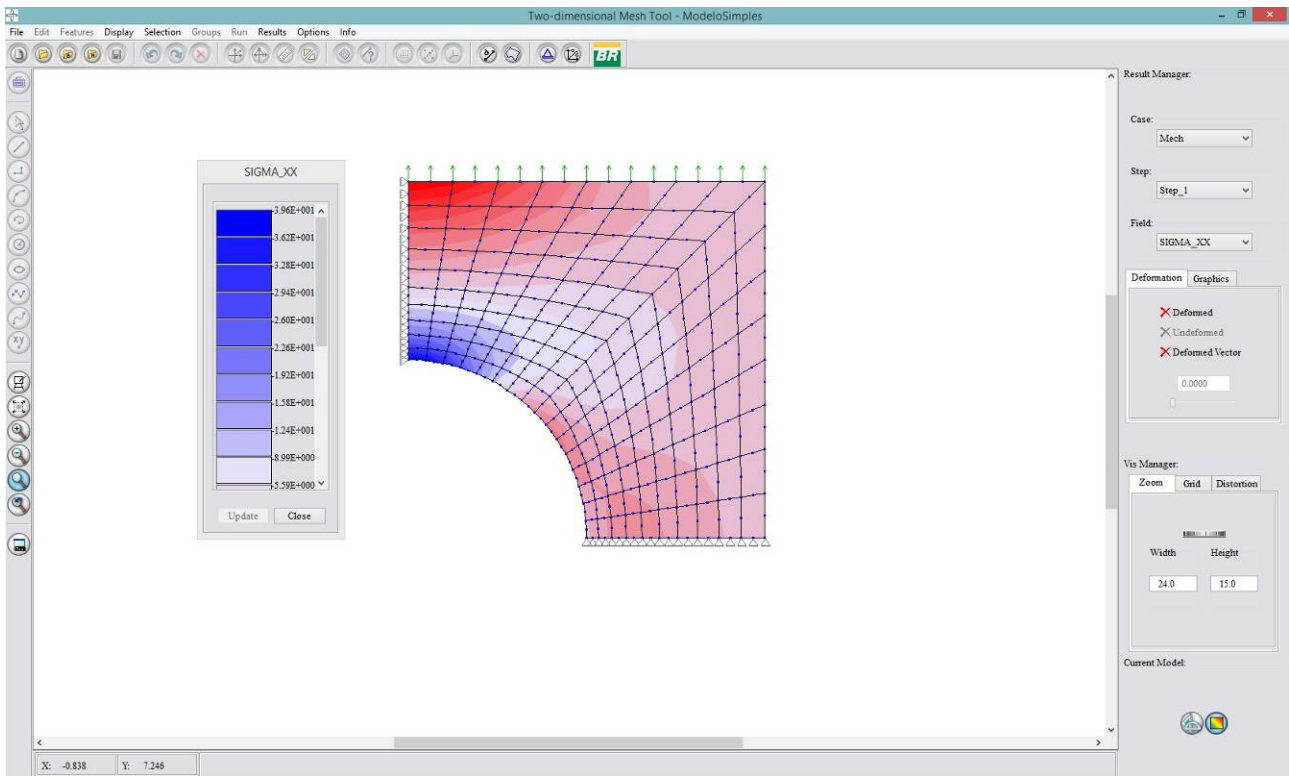 Two-dimensional Mesh Tool - ModeloSimples
File Edit Features Display Selection Groups Run Results Options Info
BR
xy
SIGMA_XX
3.96E+001
3.62E+001
3.28E+001
2.94E+001
2.60E+001
2.26E+001
1.92E+001
1.58E+001
1.24E+001
8.99E+000
5.59E+000
Update Close
Result Manager:
Case:
Mech
Step:
Step_1
Field:
SIGMA_XX
Deformation Graphics
Deformed
Undeformed
Deformed Vector
0.0000
Vis Manager:
Zoom Grid Distortion
Width Height
24.0 15.0
Current Model:
X: -0.838 Y: 7.246